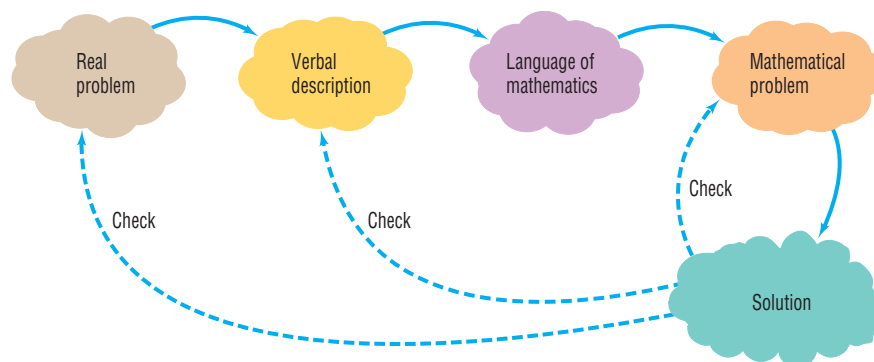 Real
problem
Verbal
description
Language of
mathematics
Mathematical
problem
Check
Check
Check
Solution